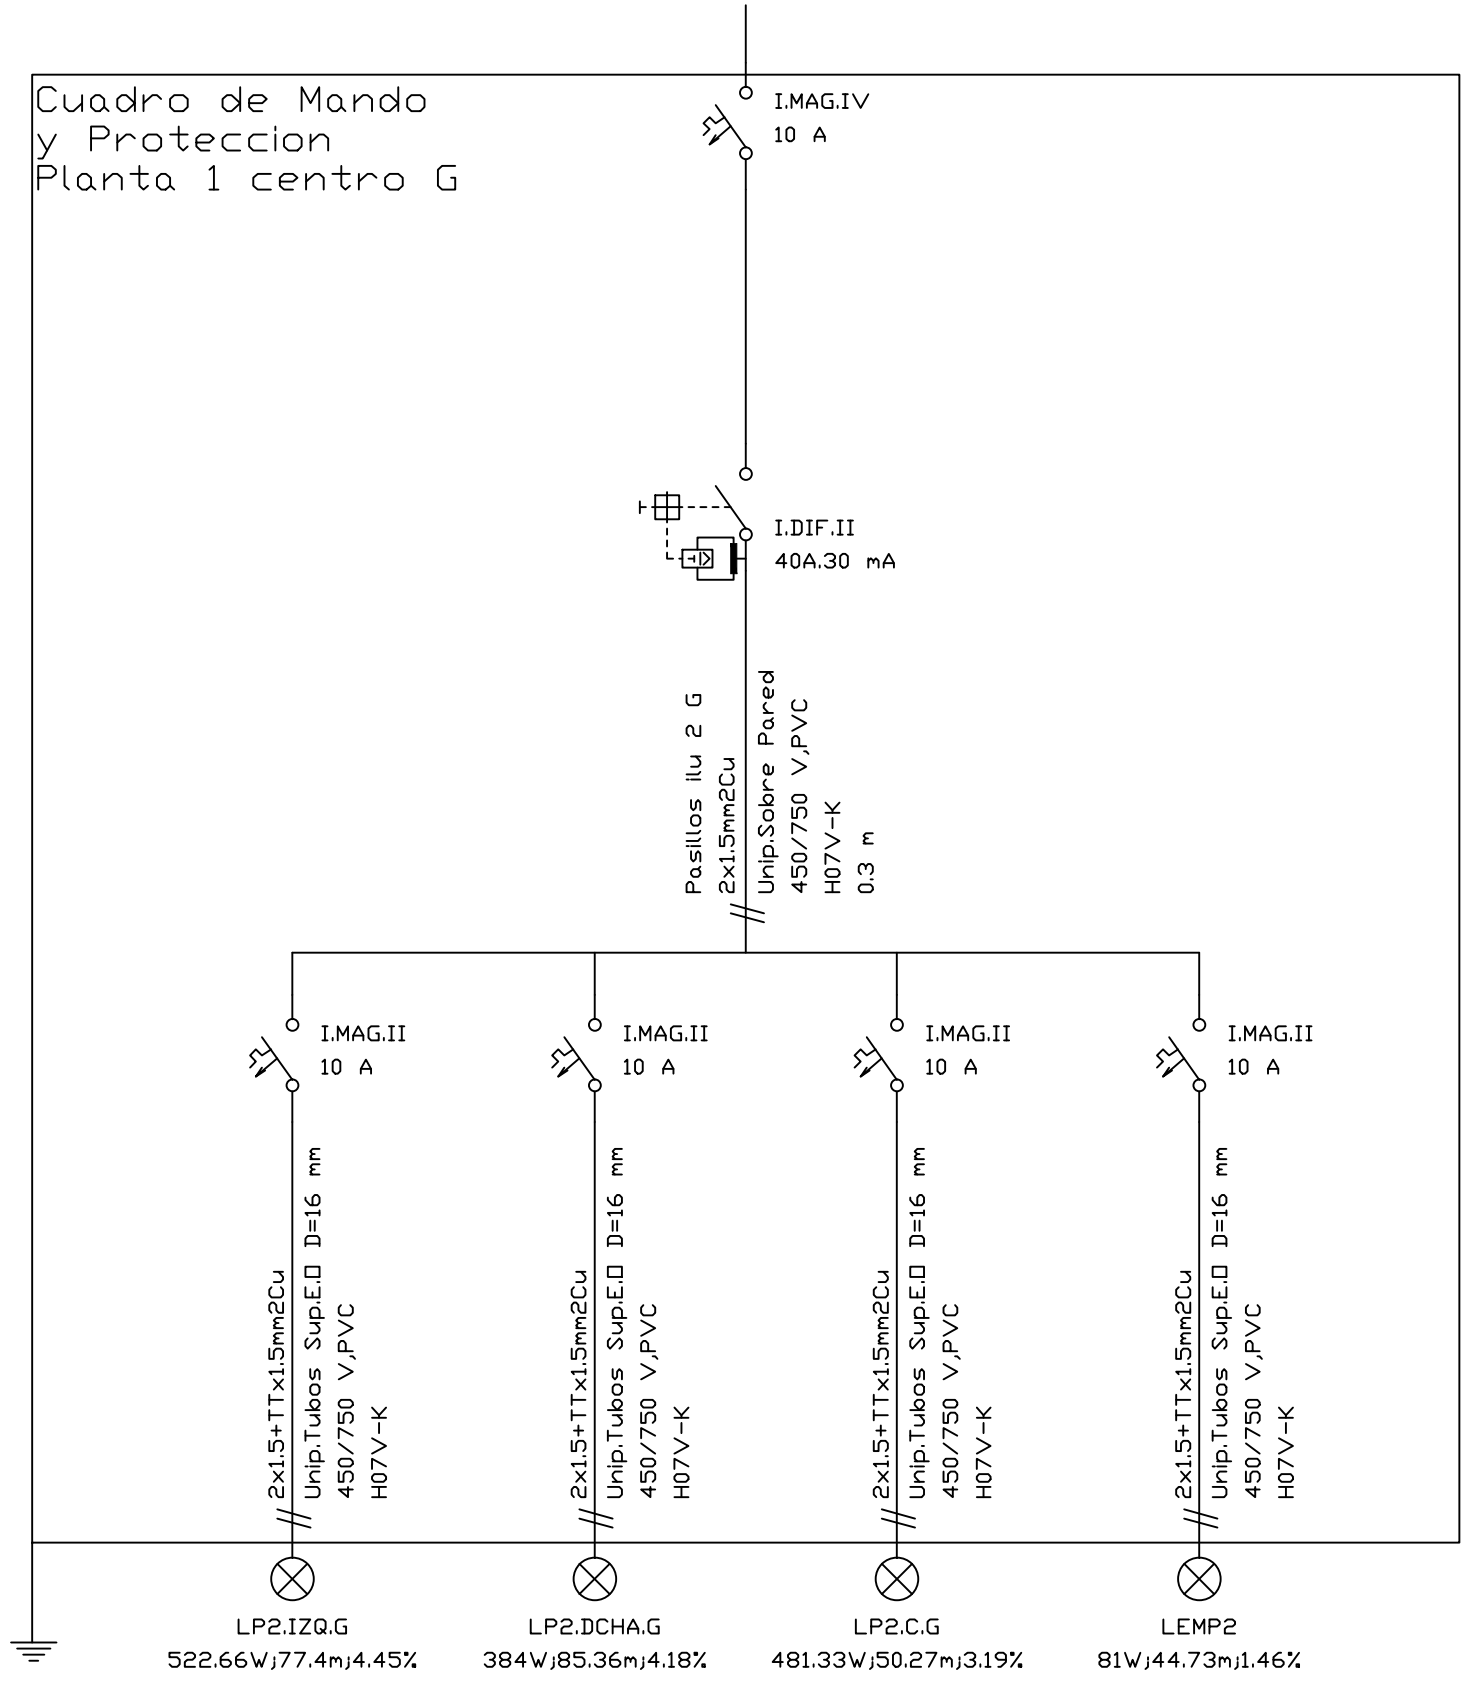 Cuadro de Mando
y Proteccion
Planta 1 centro G
I.MAG.IV
10 A
I.DIF.II
40A.30 mA
Pasillos ilu 2 G
2x1.5mm2Cu
Unip.Sobre Pared
450/750 V,PVC
H07V-K
0.3 m
I.MAG.II
10 A
I.MAG.II
10 A
I.MAG.II
10 A
I.MAG.II
10 A
2x1.5+TTx1.5mm2Cu
Unip.Tubos Sup.E.□ D=16 mm
450/750 V,PVC
H07V-K
2x1.5+TTx1.5mm2Cu
Unip.Tubos Sup.E.□ D=16 mm
450/750 V,PVC
H07V-K
2x1.5+TTx1.5mm2Cu
Unip.Tubos Sup.E.□ D=16 mm
450/750 V,PVC
H07V-K
2x1.5+TTx1.5mm2Cu
Unip.Tubos Sup.E.□ D=16 mm
450/750 V,PVC
H07V-K
LP2.IZQ.G
522.66W;77.4m;4.45%
LP2.DCHA.G
384W;85.36m;4.18%
LP2.C.G
481.33W;50.27m;3.19%
LEMP2
81W;44.73m;1.46%